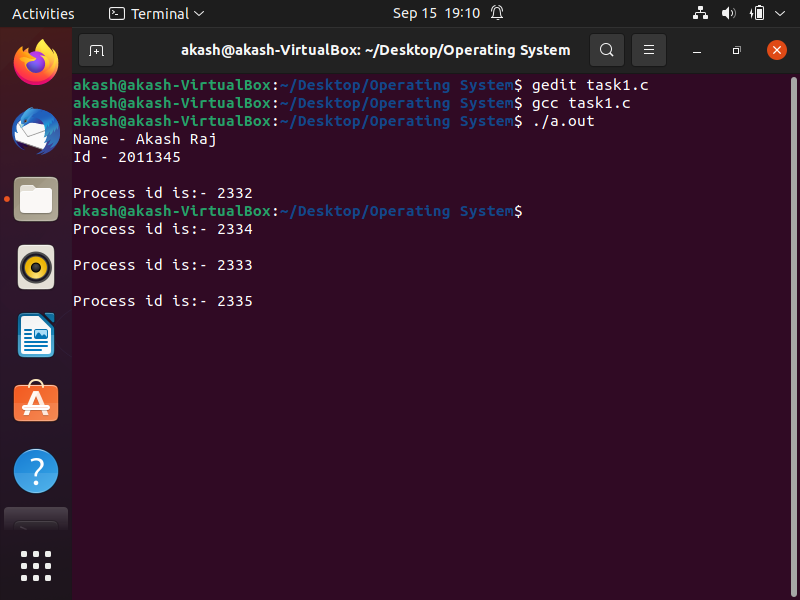 Activities Terminal Sep 15 19:10
akash@akash-VirtualBox: ~/Desktop/Operating System
akash@akash-VirtualBox:~/Desktop/Operating System$ gedit task1.c
akash@akash-VirtualBox:~/Desktop/Operating System$ gcc task1.c
akash@akash-VirtualBox:~/Desktop/Operating System$ ./a.out
Name - Akash Raj
Id - 2011345
Process id is:- 2332
akash@akash-VirtualBox:~/Desktop/Operating System$
Process id is:- 2334
Process id is:- 2333
Process id is:- 2335